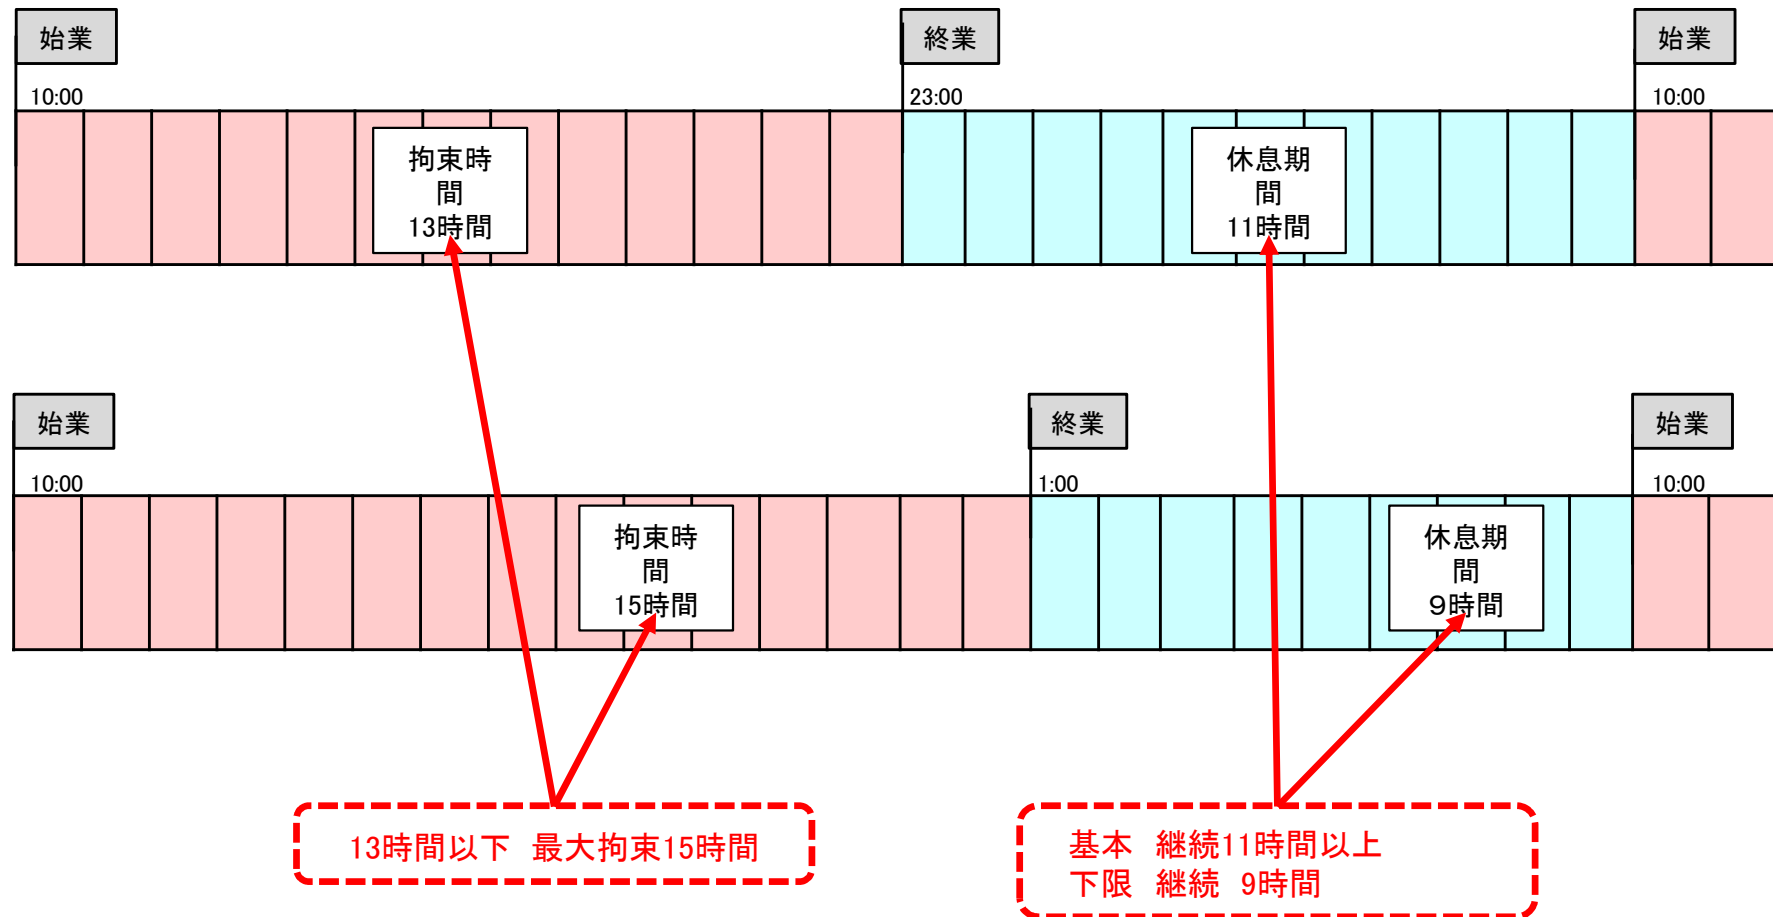 始業
終業
始業
10:00
23:00
10:00
拘束時
間
13時間
休息期
間
11時間
始業
終業
始業
10:00
1:00
10:00
拘束時
間
15時間
休息期
間
９時間
13時間以下 最大拘束15時間
基本 継続11時間以上
下限 継続 9時間